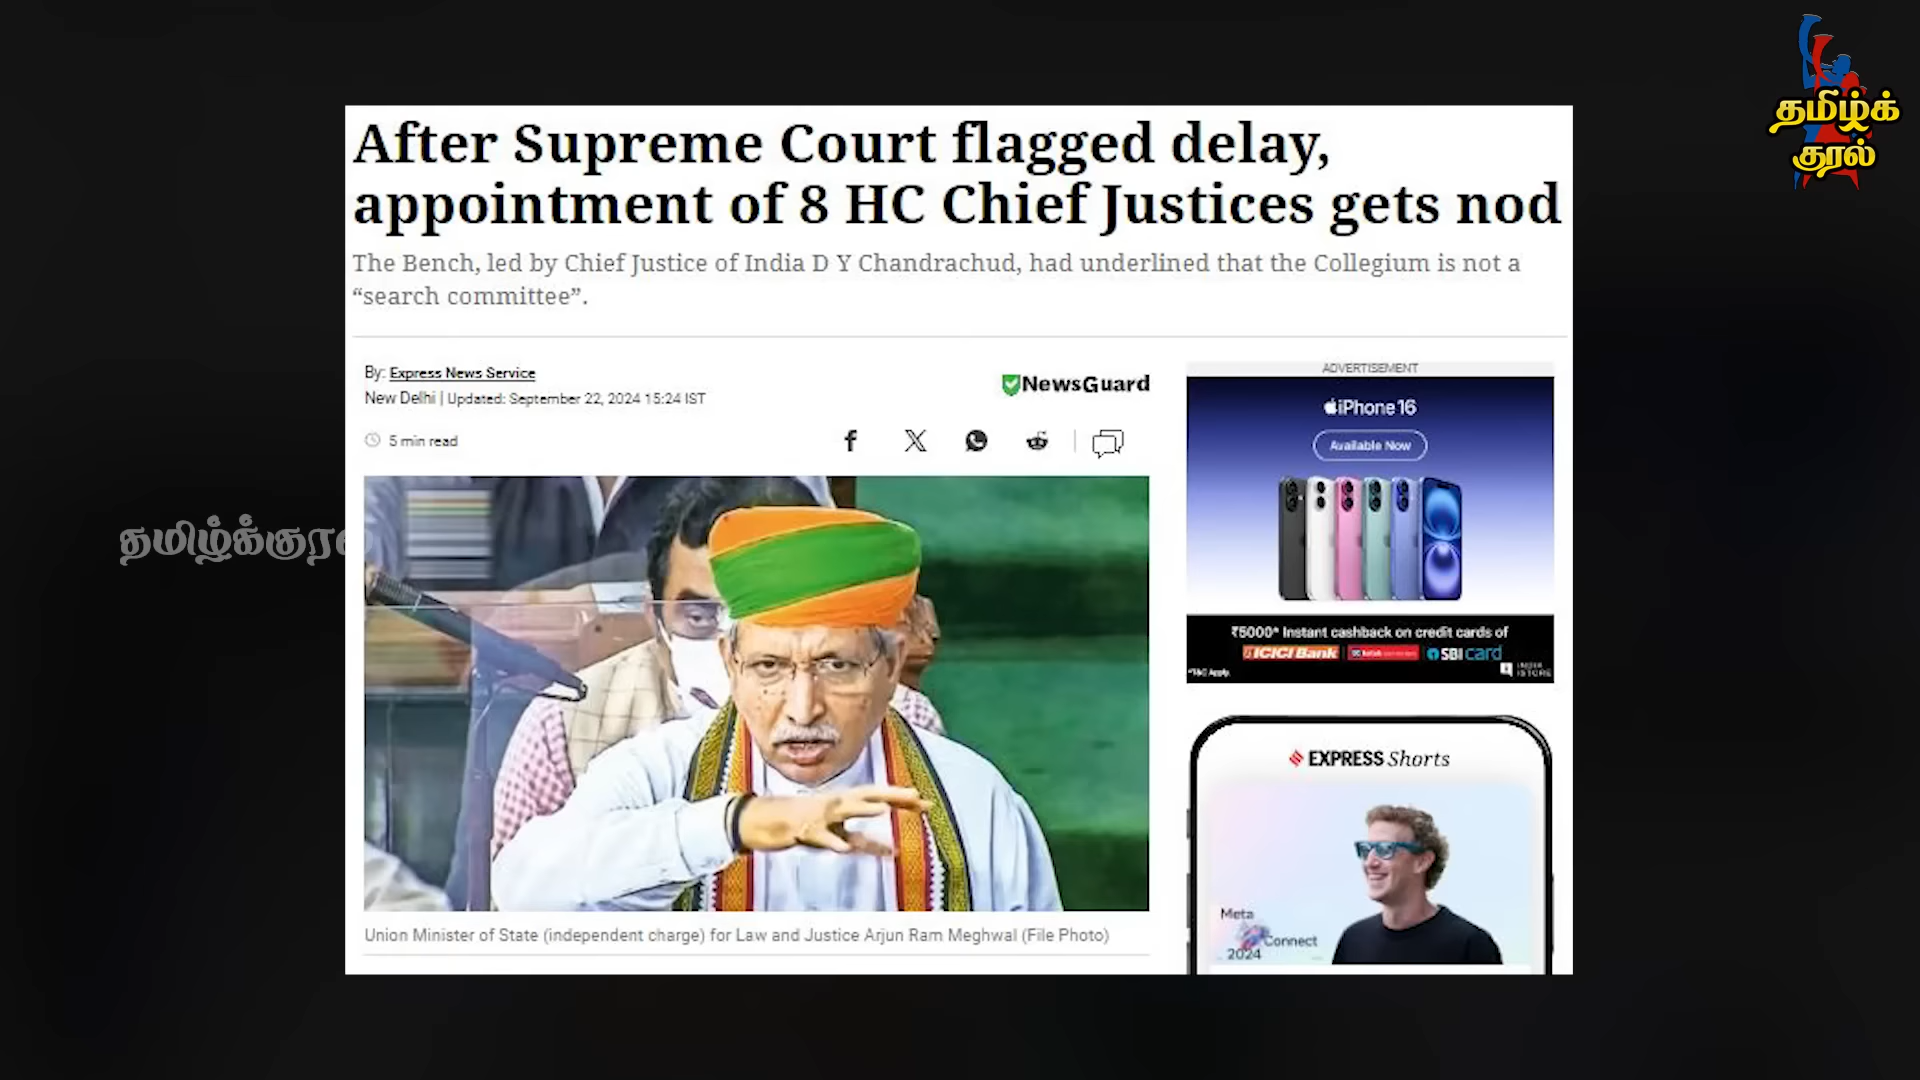 தமிழ்க்
குரல்
After Supreme Court flagged delay,
appointment of 8 HC Chief Justices gets nod
The Bench, led by Chief Justice of India D Y Chandrachud, had underlined that the Collegium is not a
“search committee”.
By: Express News Service
New Delhi | Updated: September 22, 2024 15:24 IST
NewsGuard
5 min read
தமிழ்க்குரல்
Union Minister of State (independent charge) for Law and Justice Arjun Ram Meghwal (File Photo)
ADVERTISEMENT
iPhone 16
Available Now
₹5000* Instant cashback on credit cards of
ICICI Bank
SBI card
*T&C Apply.
EXPRESS Shorts
Meta
Connect
2024